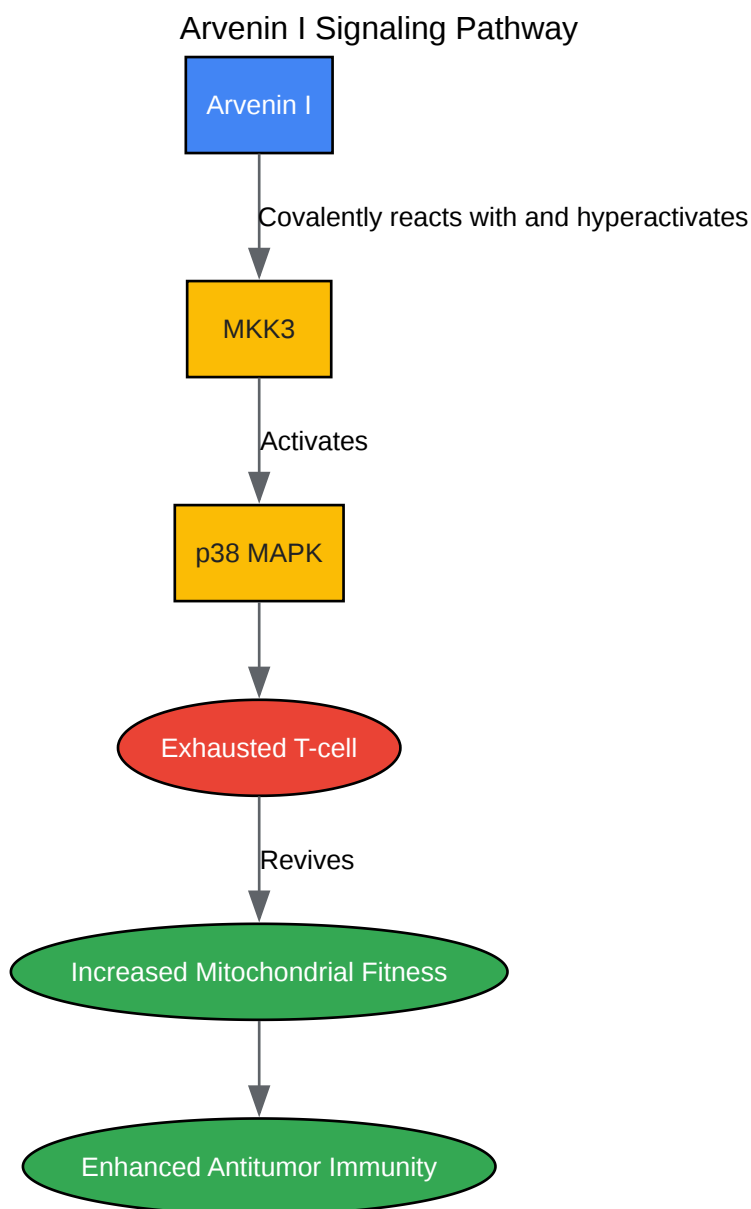 Arvenin I Signaling Pathway
Arvenin I
Covalently reacts with and hyperactivates
MKK3
Activates
p38 MAPK
Exhausted T-cell
Revives
Increased Mitochondrial Fitness
Enhanced Antitumor Immunity